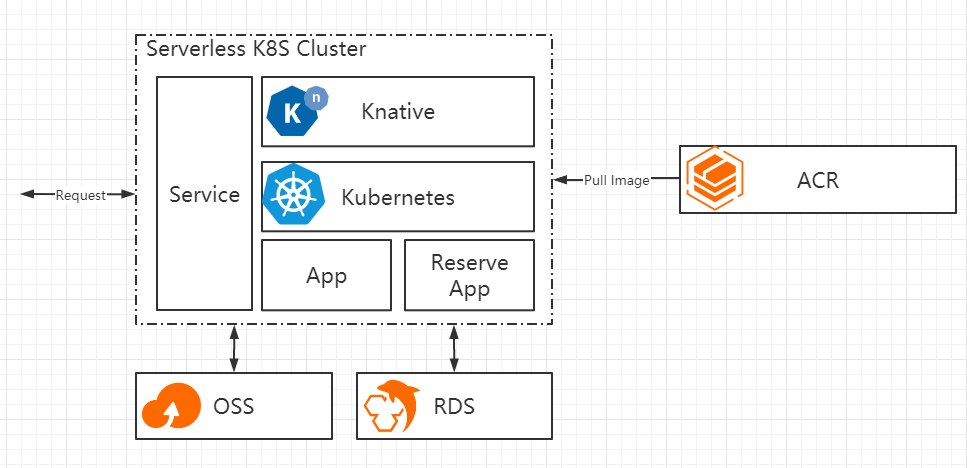 Serverless K8S Cluster
n
K
Knative
Request
Service
Kubernetes
Pull Image
ACR
App
Reserve
App
OSS
RDS